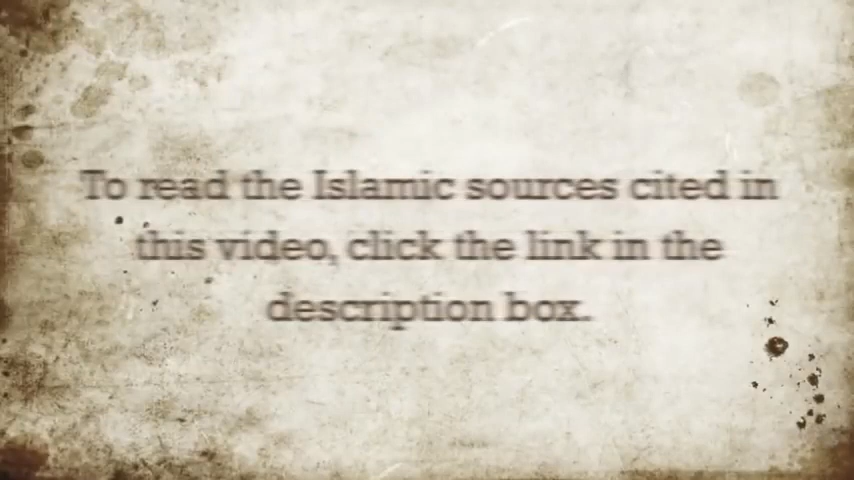 To read the Islamic sources cited in
this video, click the link in the
description box.